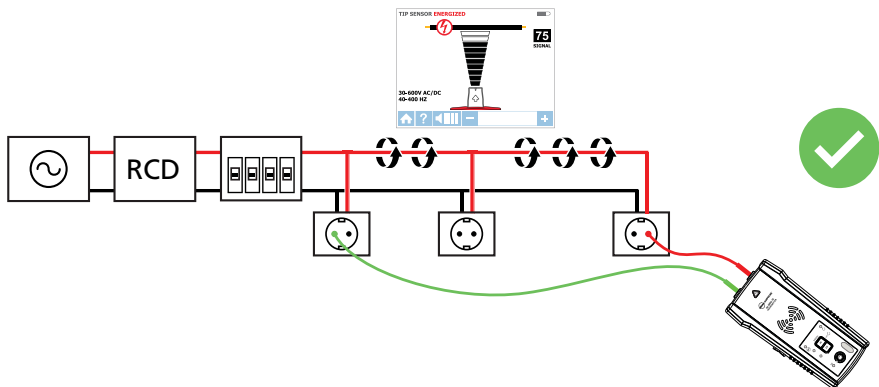 TIP SENSOR ENERGIZED
75
SIGNAL
30-600V AC/DC
40-400 HZ
?
RCD